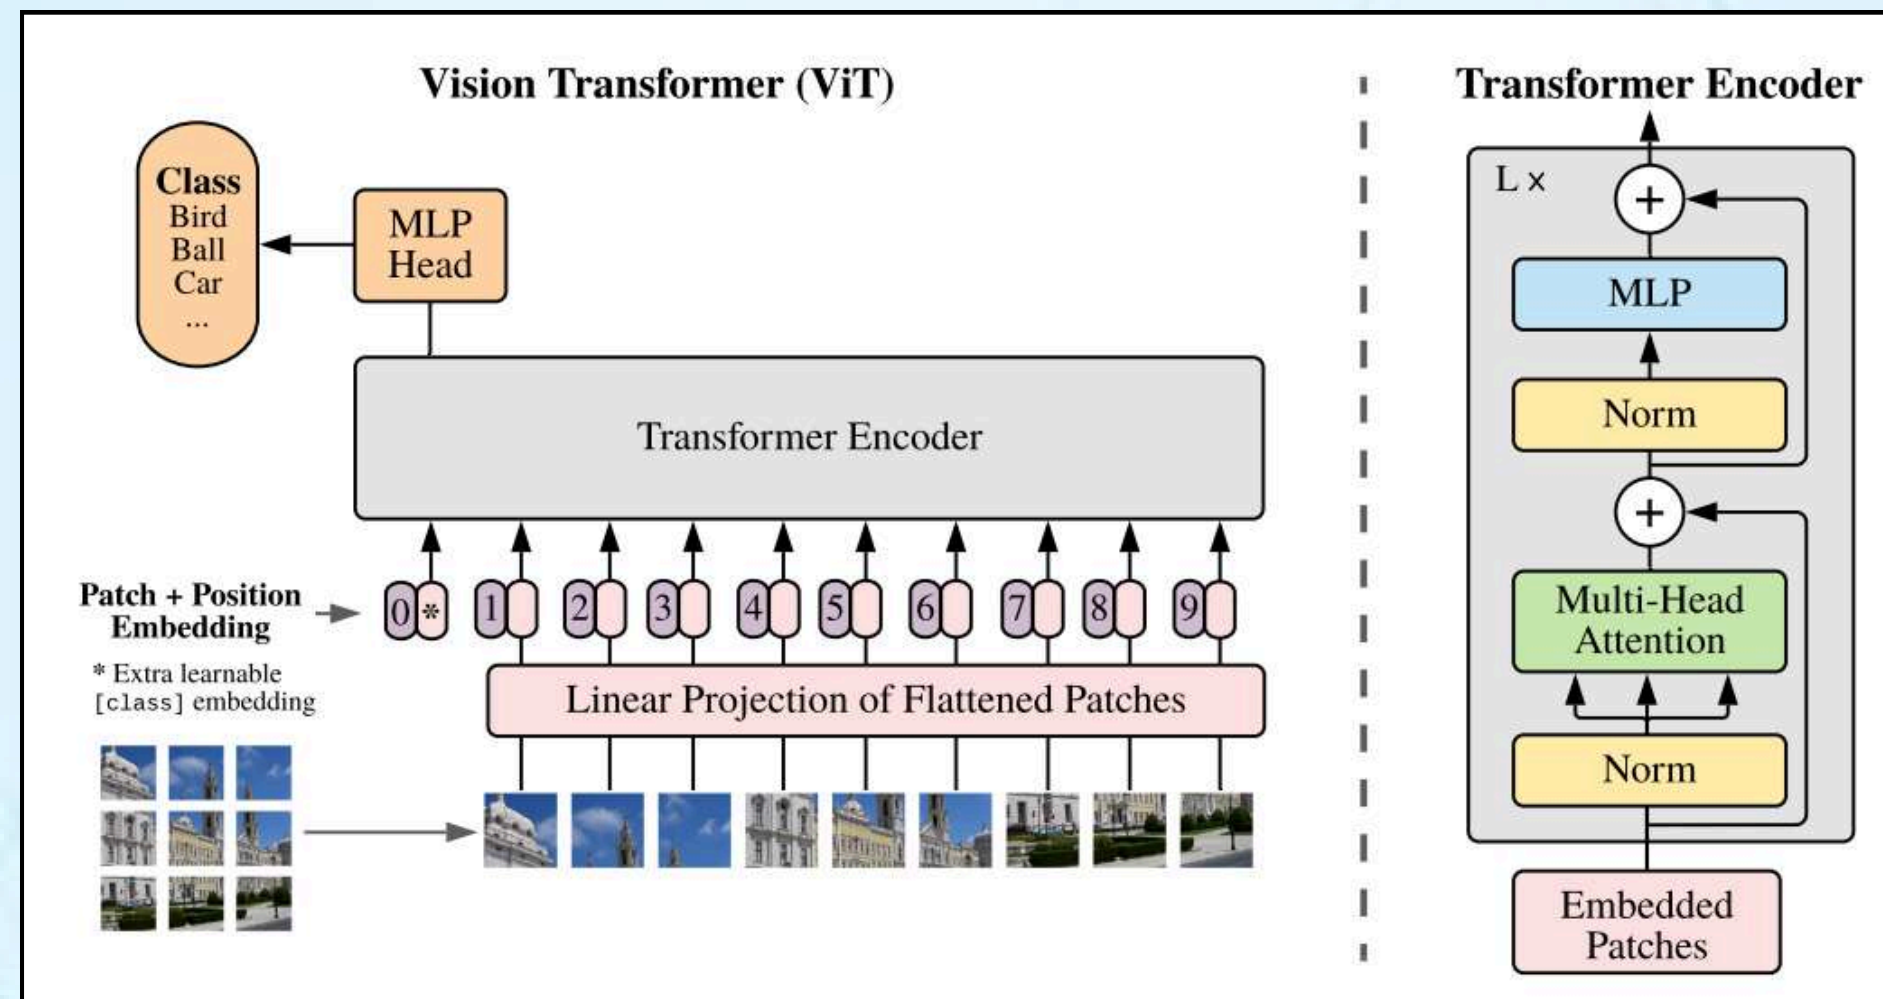 Vision Transformer (ViT)
Class
Bird
Ball
Car
...
MLP
Head
Transformer Encoder
Patch + Position
Embedding
* Extra learnable
[class] embedding
0 * 1 2 3 4 5 6 7 8 9
Linear Projection of Flattened Patches
Transformer Encoder
L x
+
MLP
Norm
+
Multi-Head
Attention
Norm
Embedded
Patches